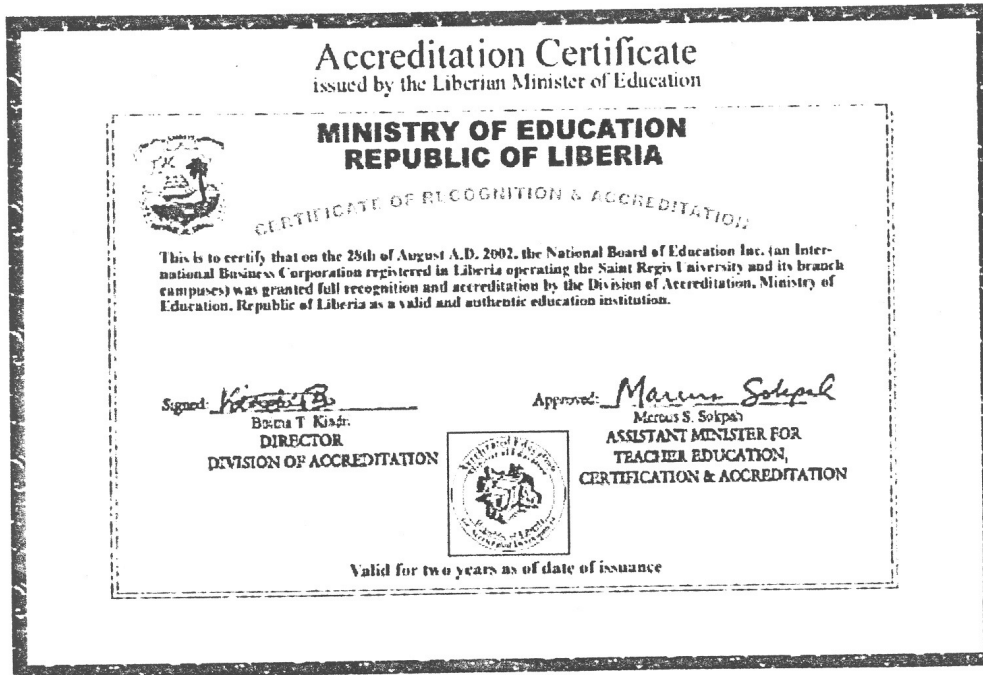 Accreditation Certificate
issued by the Liberian Minister of Education
MINISTRY OF EDUCATION
REPUBLIC OF LIBERIA
CERTIFICATE OF RECOGNITION & ACCREDITATION
This is to certify that on the 28th of August A.D. 2002, the National Board of Education Inc. (an Inter-
national Business Corporation registered in Liberia operating the Saint Regis University and its branch
campuses) was granted full recognition and accreditation by the Division of Accreditation, Ministry of
Education, Republic of Liberia as a valid and authentic education institution.
Signed:
T.
DIRECTOR
DIVISION OF ACCREDITATION
Approved: Marcus Sokpah
Marcus S. Sokpah
ASSISTANT MINISTER FOR
TEACHER EDUCATION,
CERTIFICATION & ACCREDITATION
Valid for two years as of date of issuance